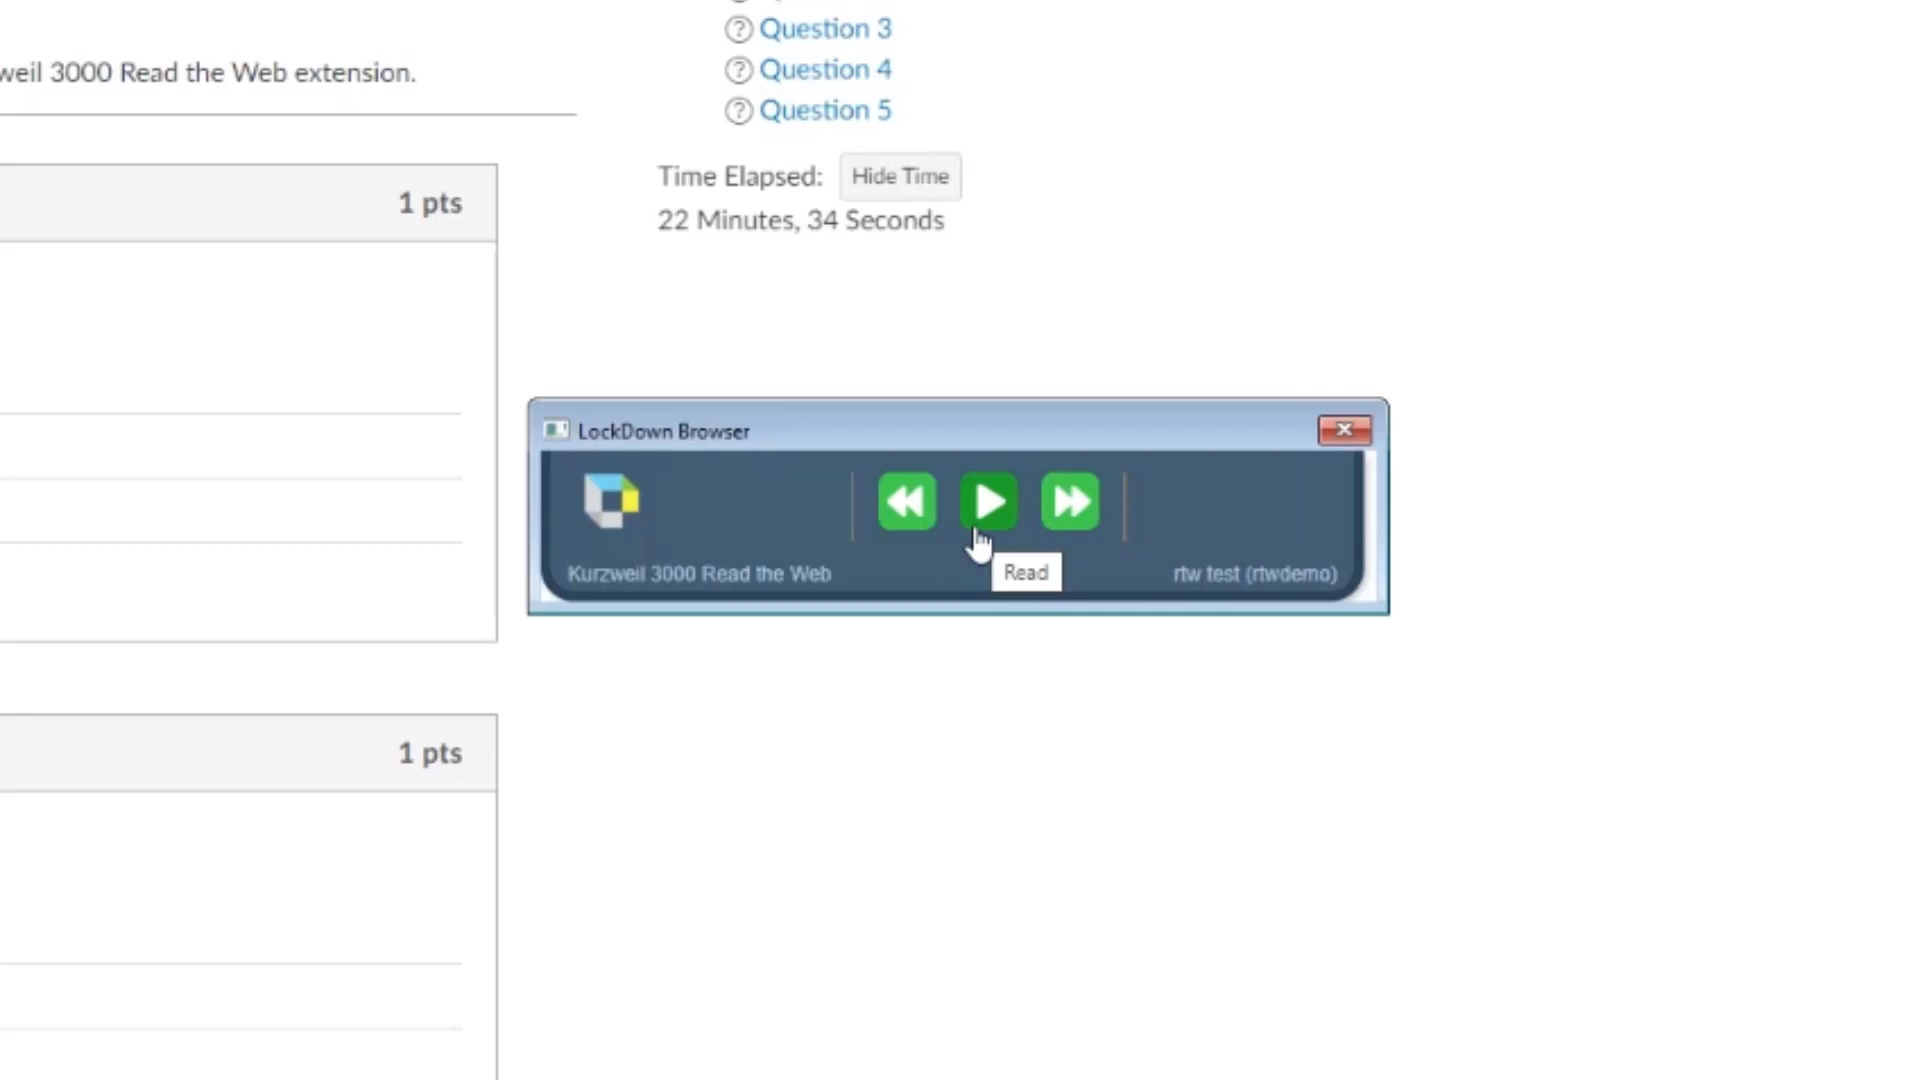 Question 3
weil 3000 Read the Web extension.
Question 4
Question 5
Time Elapsed:
Hide Time
1 pts
22 Minutes, 34 Seconds
LockDown Browser
Kurzweil 3000 Read the Web
Read
rtw test (rtwdemo)
1 pts